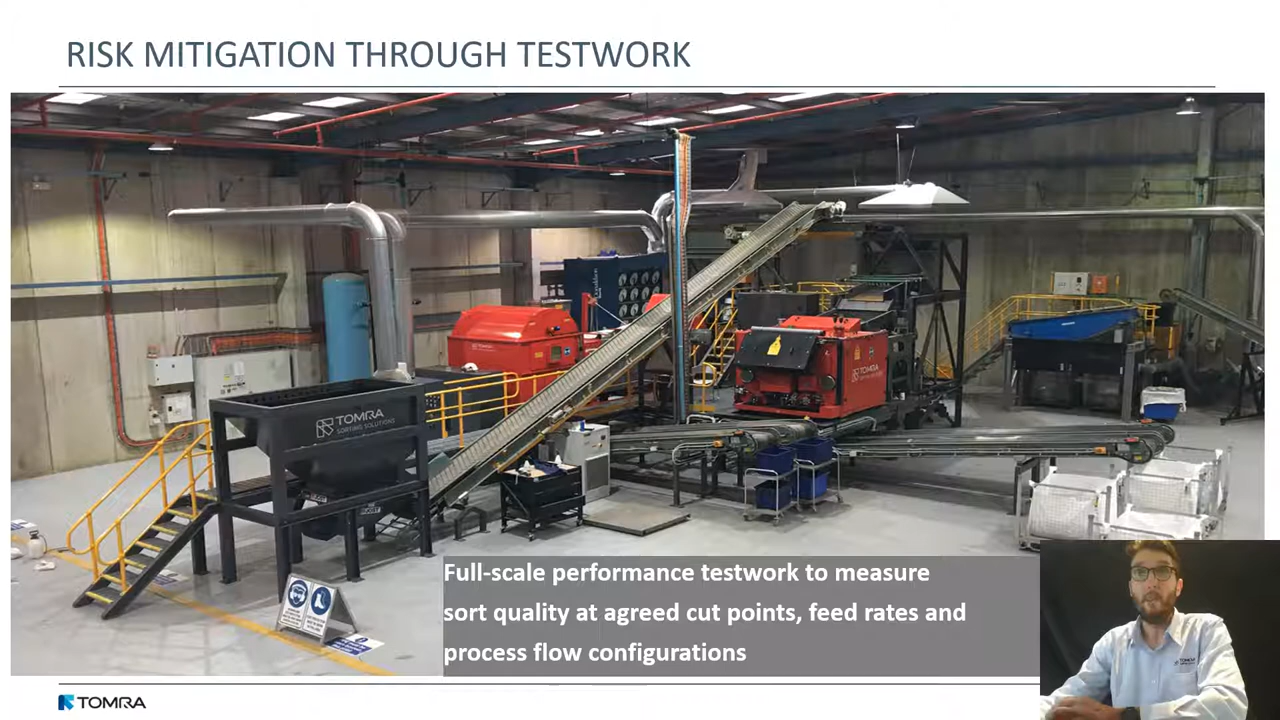 RISK MITIGATION THROUGH TESTWORK
TOMRA
SORTING SOLUTIONS
TOMRA
Full-scale performance testwork to measure
sort quality at agreed cut points, feed rates and
process flow configurations
TOMRA
TOMRA